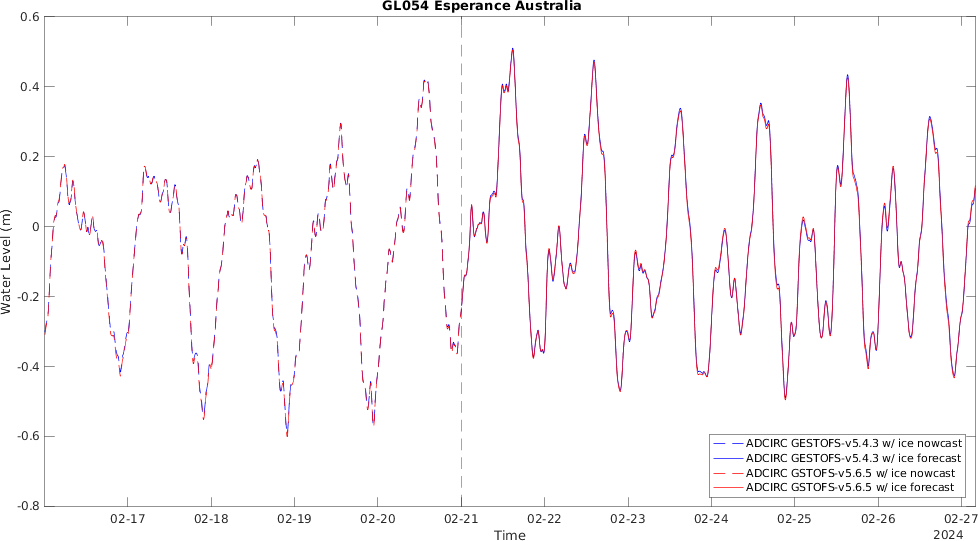 GL054 Esperance Australia
0.6
0.4
0.2
0
-0.2
-0.4
-0.6
-0.8
Water Level (m)
ADCIRC GESTOFS-v5.4.3 w/ ice nowcast
ADCIRC GESTOFS-v5.4.3 w/ ice forecast
ADCIRC GSTOFS-v5.6.5 w/ ice nowcast
ADCIRC GSTOFS-v5.6.5 w/ ice forecast
02-17 02-18 02-19 02-20 02-21 02-22 02-23 02-24 02-25 02-26 02-27
Time 2024